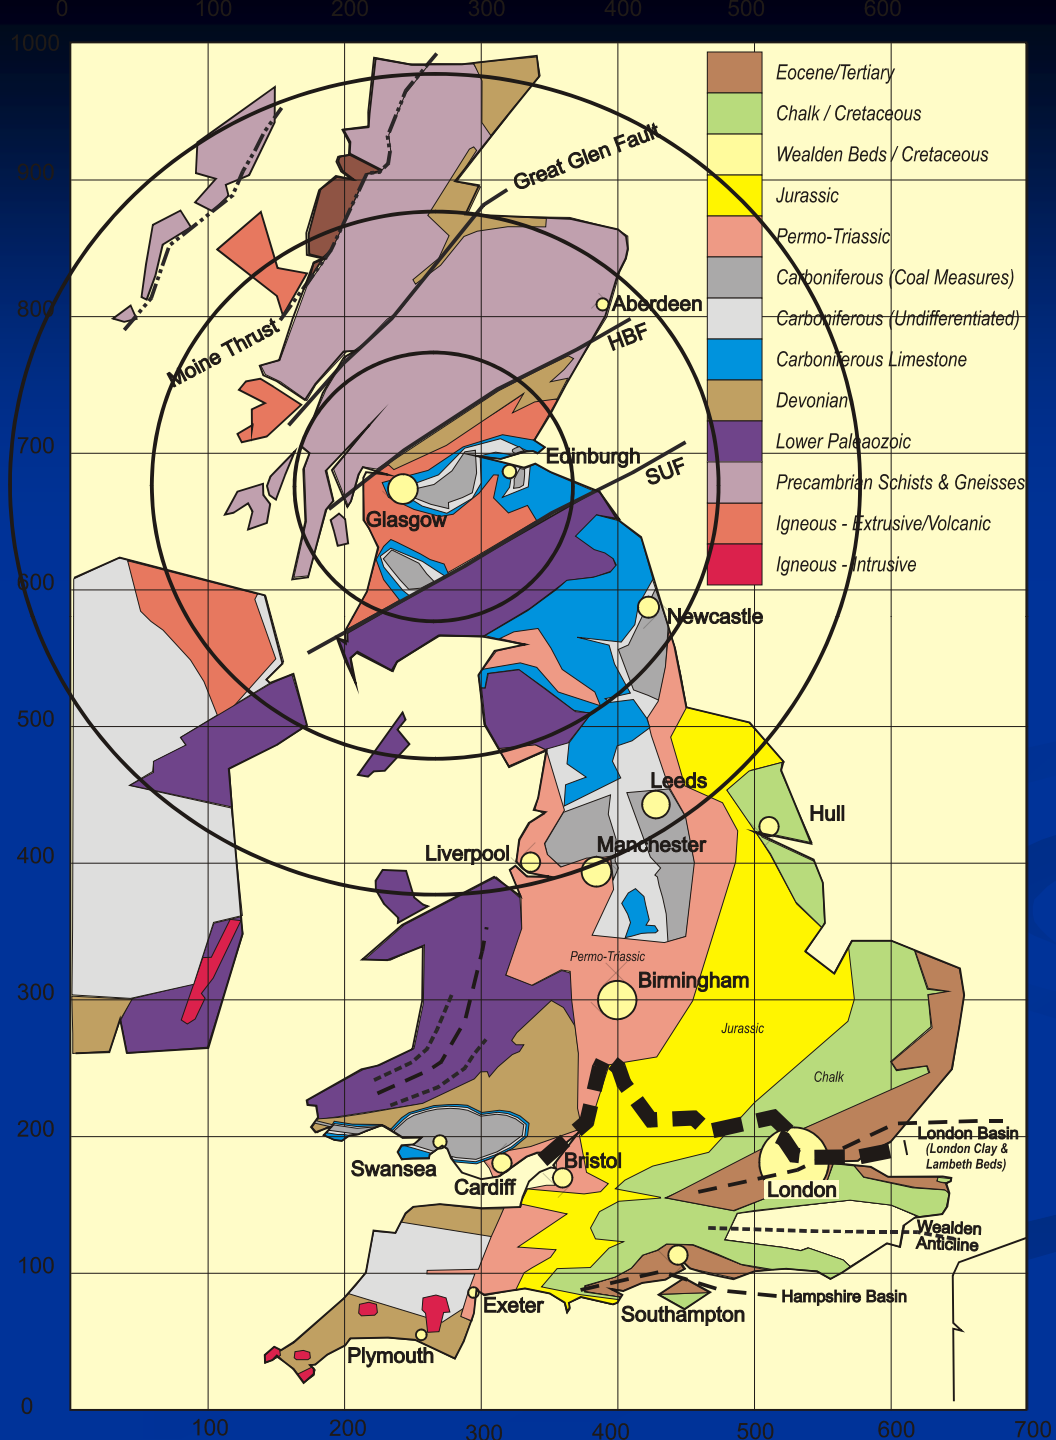 0 100 200 300 400 500 600
1000
900
800
700
600
500
400
300
200
100
0
100 200 300 400 500 600 700
Eocene/Tertiary
Chalk / Cretaceous
Wealden Beds / Cretaceous
Jurassic
Permo-Triassic
Carboniferous (Coal Measures)
Carboniferous (Undifferentiated)
Carboniferous Limestone
Devonian
Lower Paleaozoic
Precambrian Schists & Gneisses
Igneous - Extrusive/Volcanic
Igneous - Intrusive
Great Glen Fault
Aberdeen
HBF
Moine Thrust
Edinburgh
SUF
Glasgow
Newcastle
Leeds
Hull
Manchester
Liverpool
Permo-Triassic
Birmingham
Jurassic
Chalk
London Basin
(London Clay &
Lambeth Beds)
Swansea
Bristol
Cardiff
London
Wealden
Anticline
Hampshire Basin
Exeter
Southampton
Plymouth